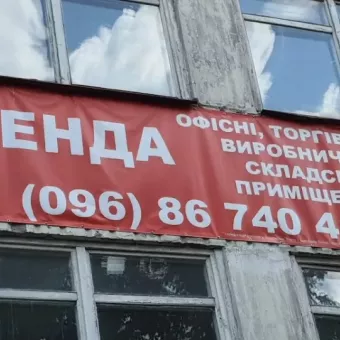 ЕНДА
ОФІСНІ, ТОРГІВ
ВИРОБНИЧ
СКЛАДС
ПРИМІЩЕ
(096) 86 740 4